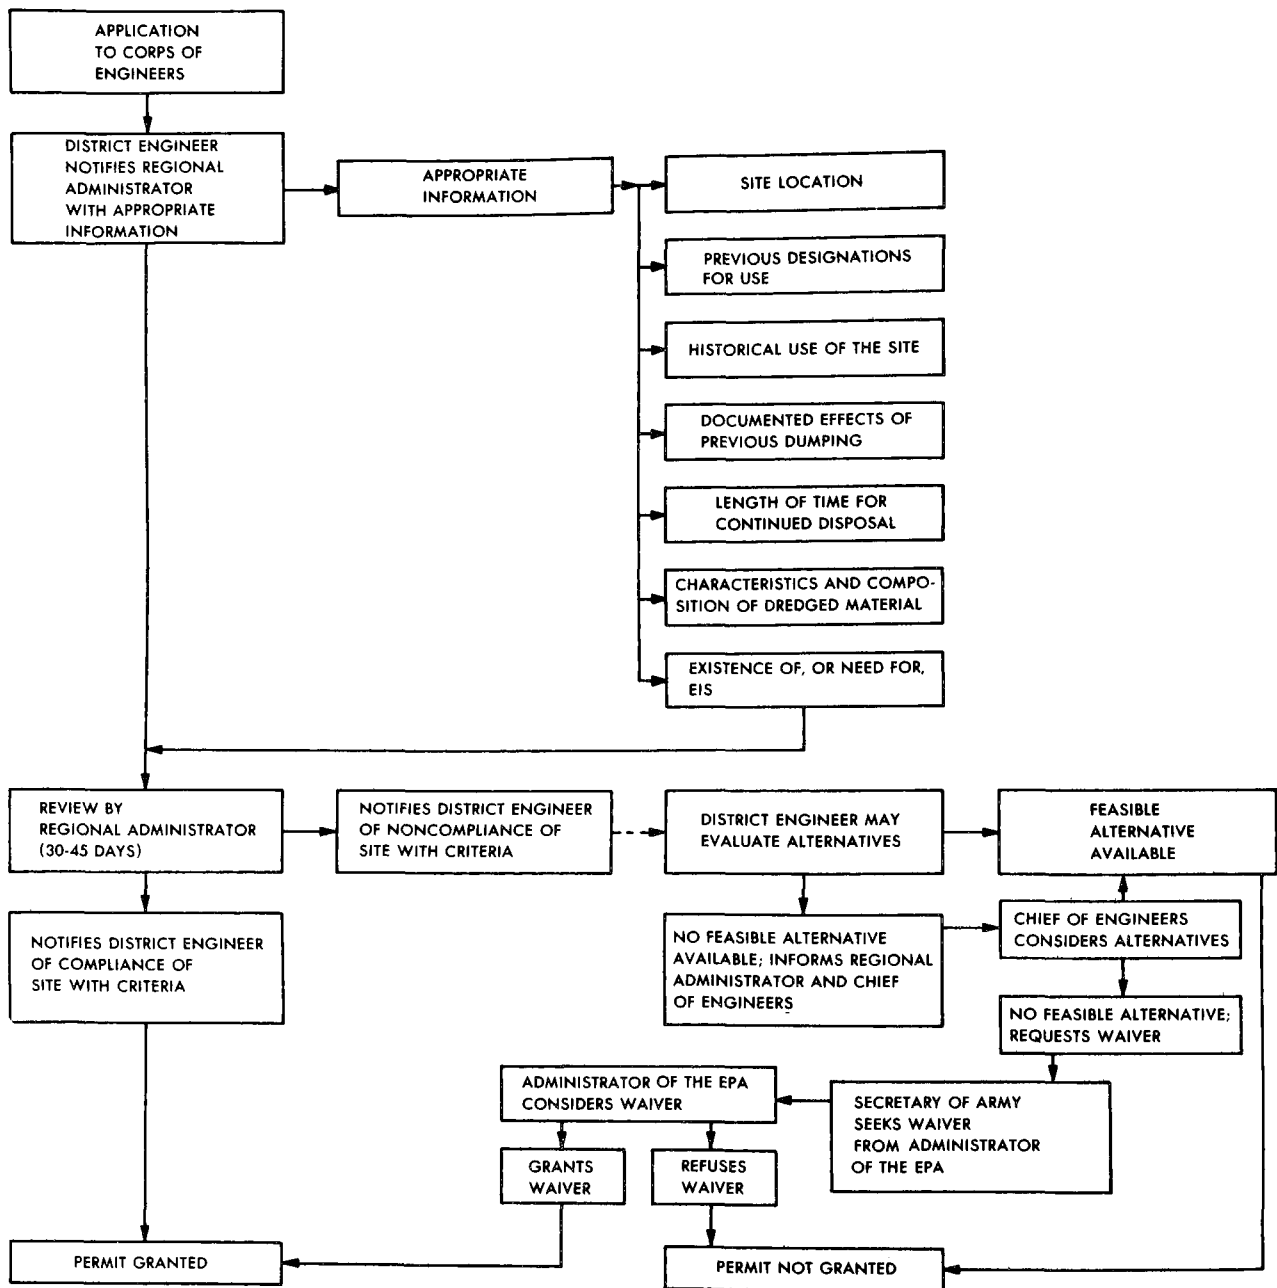 APPLICATION
TO CORPS OF
ENGINEERS
DISTRICT ENGINEER
NOTIFIES REGIONAL
ADMINISTRATOR
WITH APPROPRIATE
INFORMATION
APPROPRIATE
INFORMATION
SITE LOCATION
PREVIOUS DESIGNATIONS
FOR USE
HISTORICAL USE OF THE SITE
DOCUMENTED EFFECTS OF
PREVIOUS DUMPING
LENGTH OF TIME FOR
CONTINUED DISPOSAL
CHARACTERISTICS AND COMPO-
SITION OF DREDGED MATERIAL
EXISTENCE OF, OR NEED FOR,
EIS
REVIEW BY
REGIONAL ADMINISTRATOR
(30-45 DAYS)
NOTIFIES DISTRICT ENGINEER
OF NONCOMPLIANCE OF
SITE WITH CRITERIA
DISTRICT ENGINEER MAY
EVALUATE ALTERNATIVES
FEASIBLE
ALTERNATIVE
AVAILABLE
NOTIFIES DISTRICT ENGINEER
OF COMPLIANCE OF
SITE WITH CRITERIA
NO FEASIBLE ALTERNATIVE
AVAILABLE; INFORMS REGIONAL
ADMINISTRATOR AND CHIEF
OF ENGINEERS
CHIEF OF ENGINEERS
CONSIDERS ALTERNATIVES
NO FEASIBLE ALTERNATIVE;
REQUESTS WAIVER
ADMINISTRATOR OF THE EPA
CONSIDERS WAIVER
SECRETARY OF ARMY
SEEKS WAIVER
FROM ADMINISTRATOR
OF THE EPA
GRANTS
WAIVER
REFUSES
WAIVER
PERMIT GRANTED
PERMIT NOT GRANTED